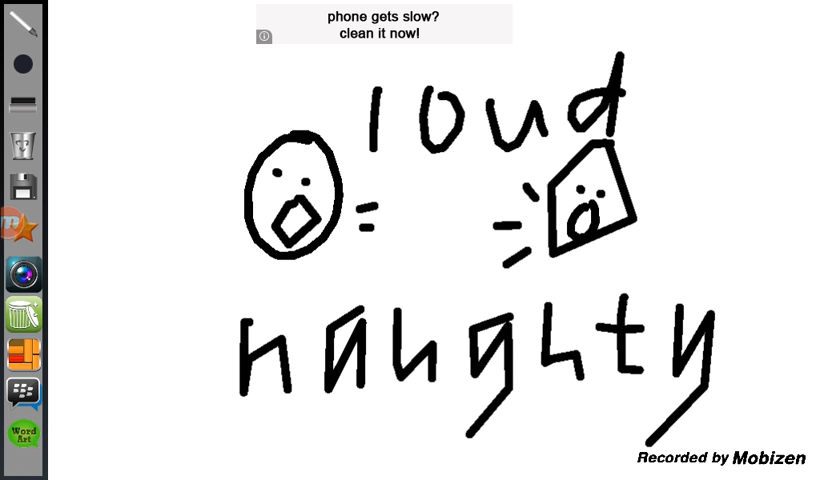 phone gets slow?
clean it now!
loud
naughty
Recorded by Mobizen
Word
Art